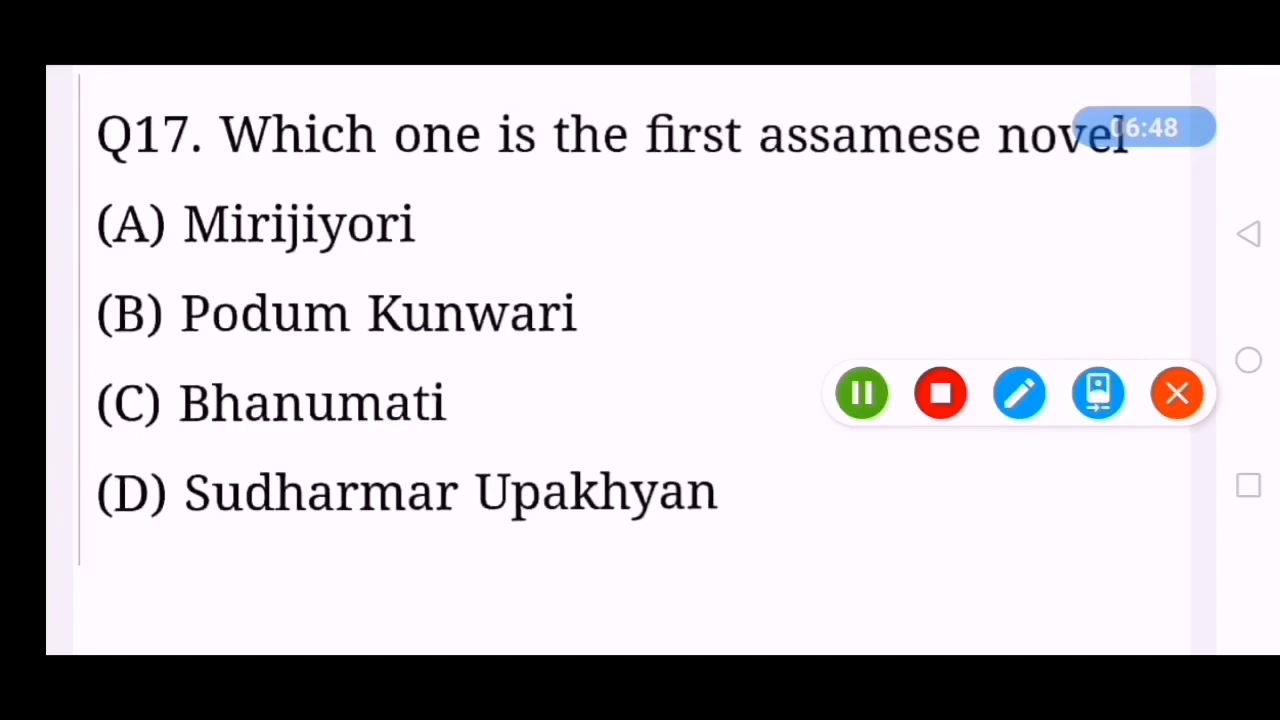 Q17. Which one is the first assamese novel
06:48
(A) Mirijiyori
(B) Podum Kunwari
(C) Bhanumati
(D) Sudharmar Upakhyan